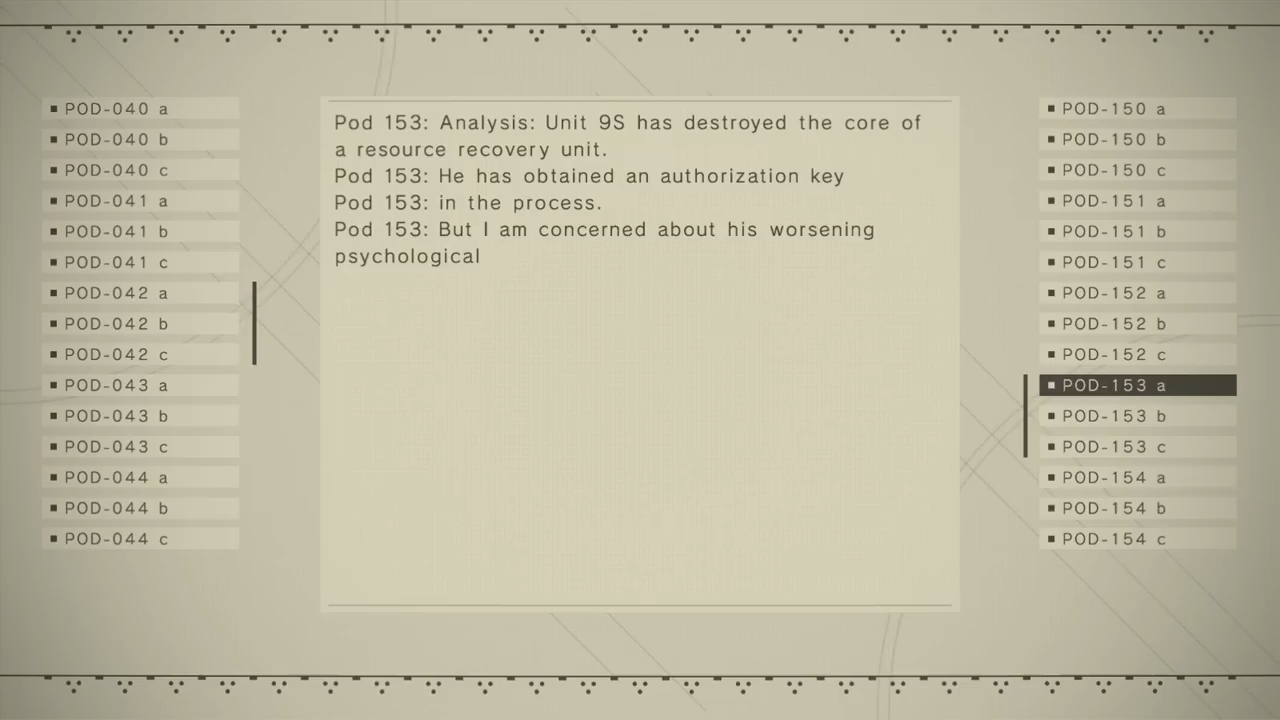 POD-040 a
POD-040 b
POD-040 c
POD-041 a
POD-041 b
POD-041 c
POD-042 a
POD-042 b
POD-042 c
POD-043 a
POD-043 b
POD-043 c
POD-044 a
POD-044 b
POD-044 c
Pod 153: Analysis: Unit 9S has destroyed the core of
a resource recovery unit.
Pod 153: He has obtained an authorization key
Pod 153: in the process.
Pod 153: But I am concerned about his worsening
psychological
POD-150 a
POD-150 b
POD-150 c
POD-151 a
POD-151 b
POD-151 c
POD-152 a
POD-152 b
POD-152 c
POD-153 a
POD-153 b
POD-153 c
POD-154 a
POD-154 b
POD-154 c